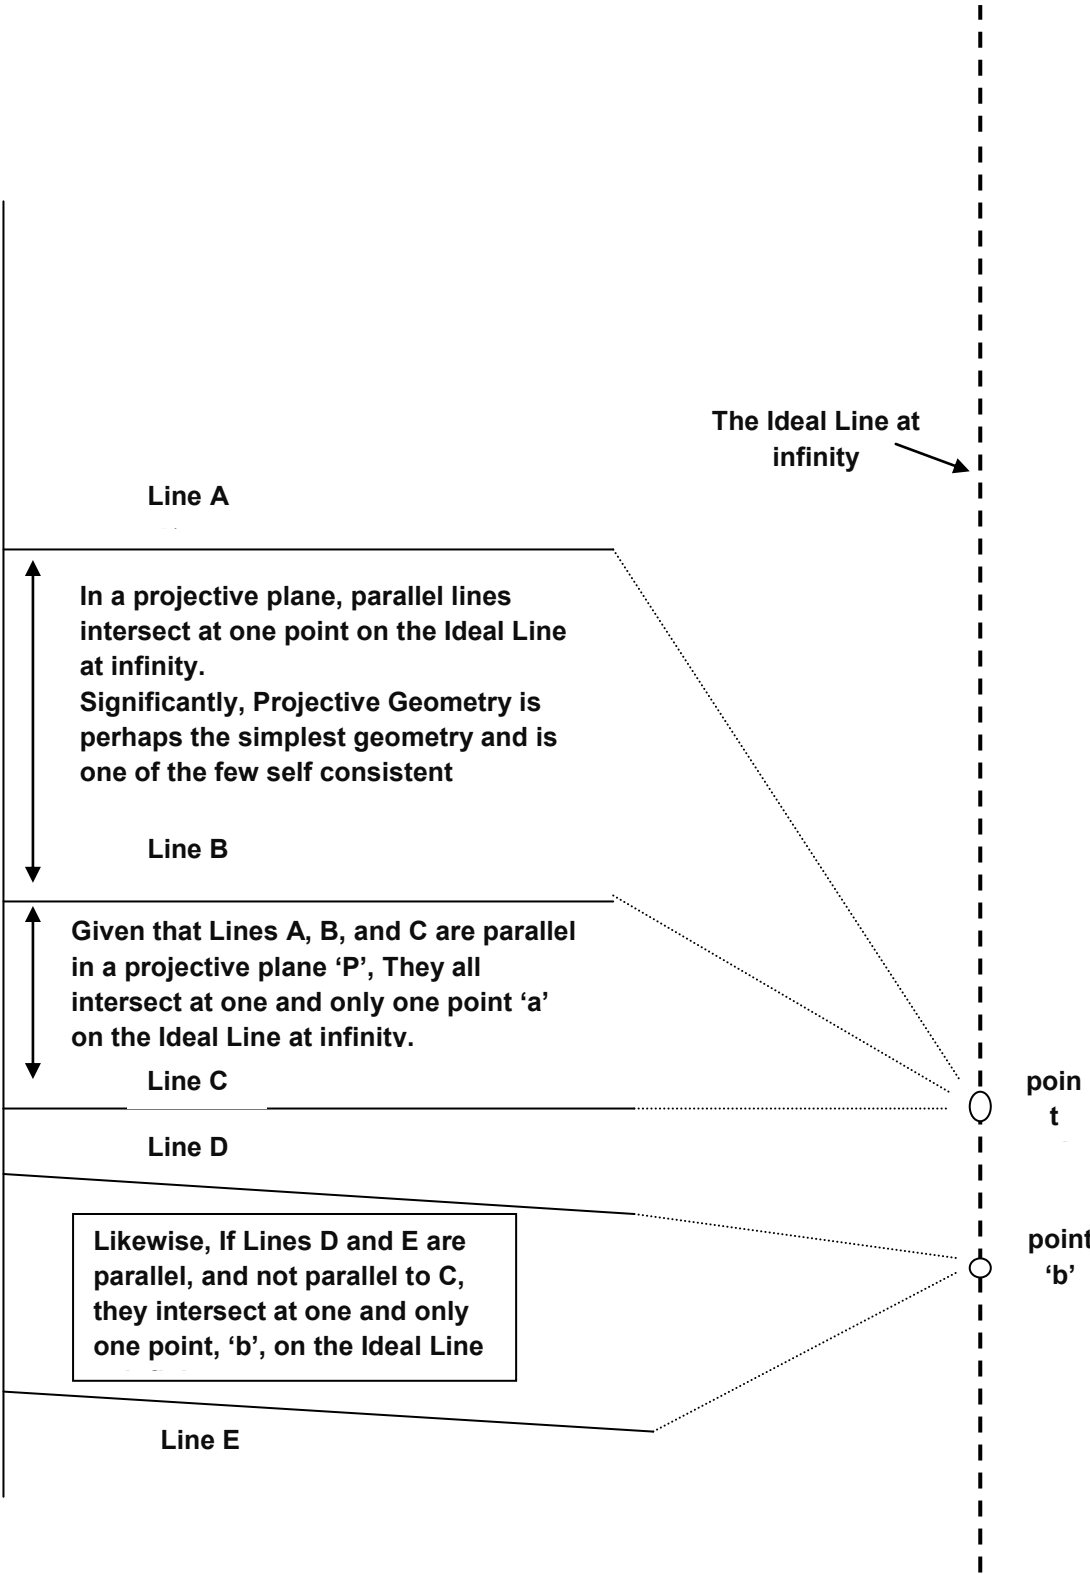 The Ideal Line at
infinity
Line A
In a projective plane, parallel lines
intersect at one point on the Ideal Line
at infinity.
Significantly, Projective Geometry is
perhaps the simplest geometry and is
one of the few self consistent
Line B
Given that Lines A, B, and C are parallel
in a projective plane ‘P’, They all
intersect at one and only one point ‘a’
on the Ideal Line at infinity.
Line C
poin
t
Line D
Likewise, If Lines D and E are
parallel, and not parallel to C,
they intersect at one and only
one point, ‘b’, on the Ideal Line
point
‘b’
Line E